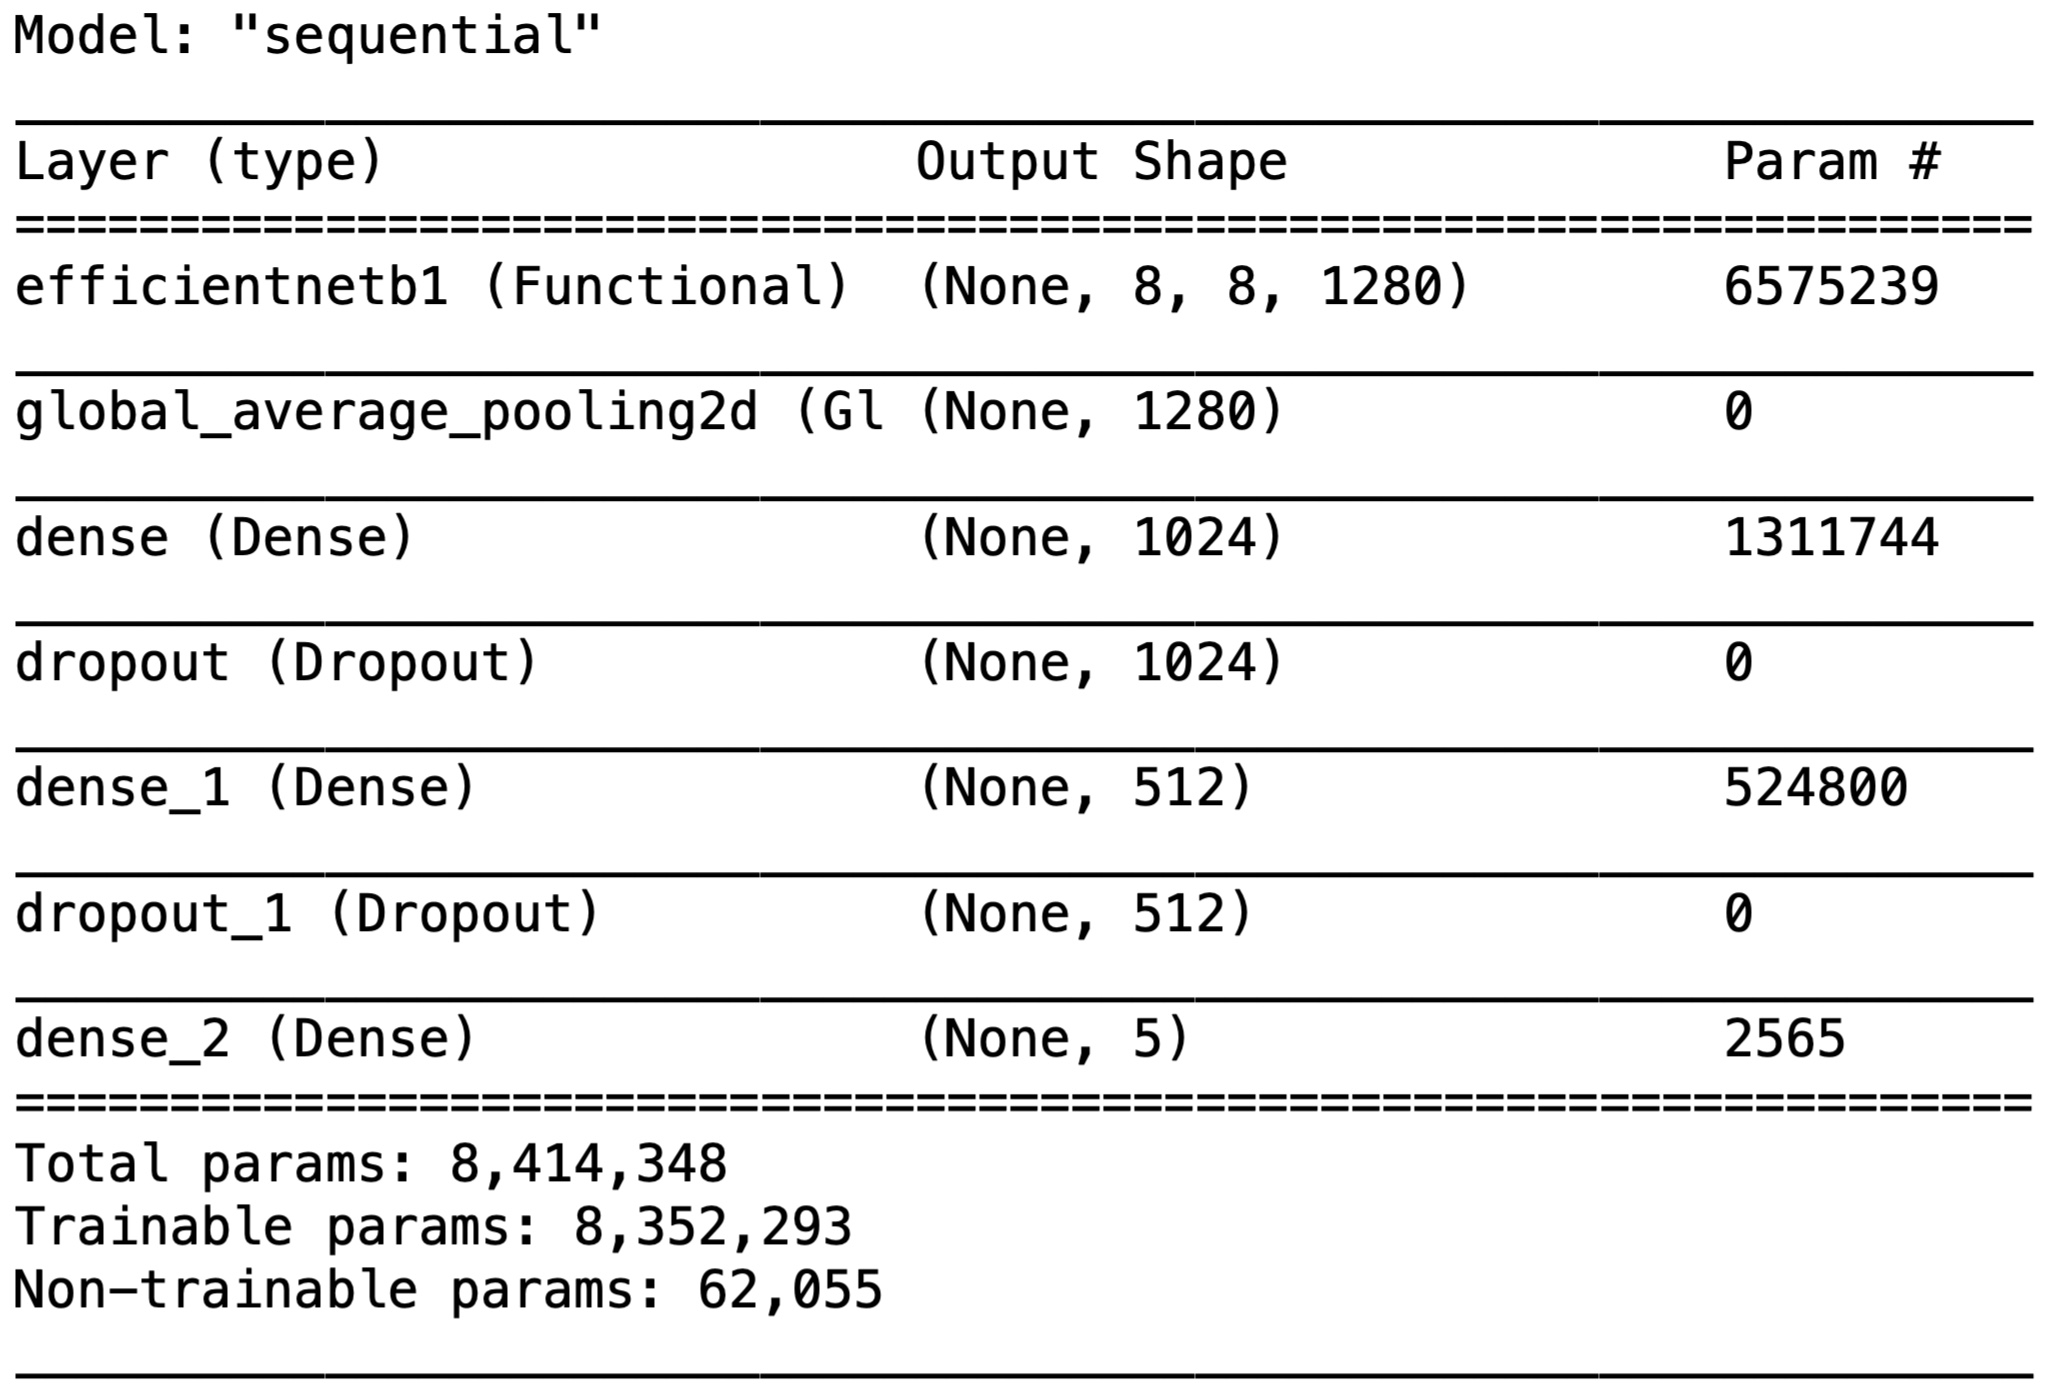 Model: "sequential"
Layer (type) Output Shape Param #
efficientnetb1 (Functional) (None, 8, 8, 1280) 6575239
global_average_pooling2d (Gl (None, 1280) 0
dense (Dense) (None, 1024) 1311744
dropout (Dropout) (None, 1024) 0
dense_1 (Dense) (None, 512) 524800
dropout_1 (Dropout) (None, 512) 0
dense_2 (Dense) (None, 5) 2565
Total params: 8,414,348
Trainable params: 8,352,293
Non-trainable params: 62,055